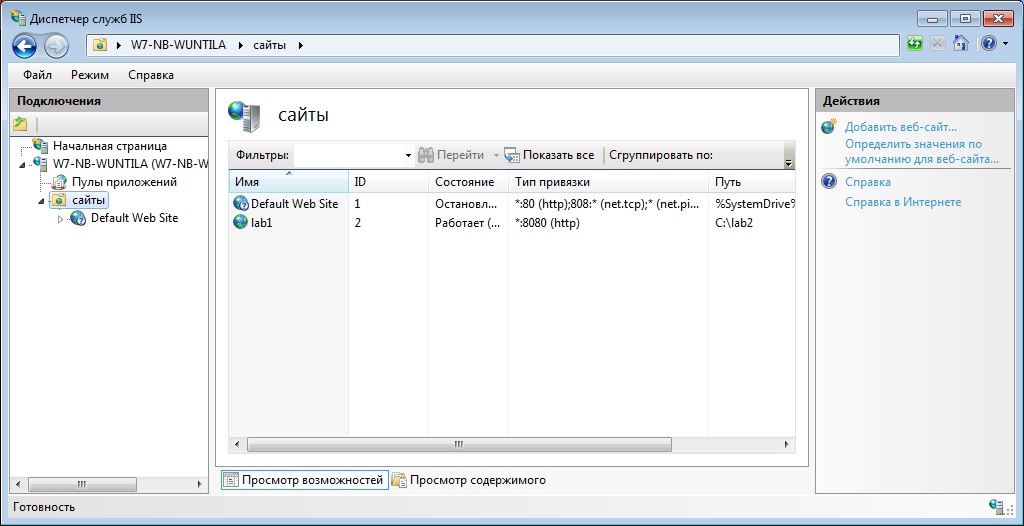 Диспетчер служб IIS
W7-NB-WUNTILA сайты
Файл Режим Справка
Подключения
Начальная страница
W7-NB-WUNTILA (W7-NB-W
Пулы приложений
сайты
Default Web Site
сайты
Фильтры: Перейти Показать все Сгруппировать по:
Имя ID Состояние Тип привязки Путь
Default Web Site 1 Остановл... *:80 (http);808:* (net.tcp);* (net.pi... %SystemDrive%
lab1 2 Работает (... *:8080 (http) C:\lab2
Просмотр возможностей Просмотр содержимого
Действия
Добавить веб-сайт...
Определить значения по
умолчанию для веб-сайта...
Справка
Справка в Интернете
Готовность